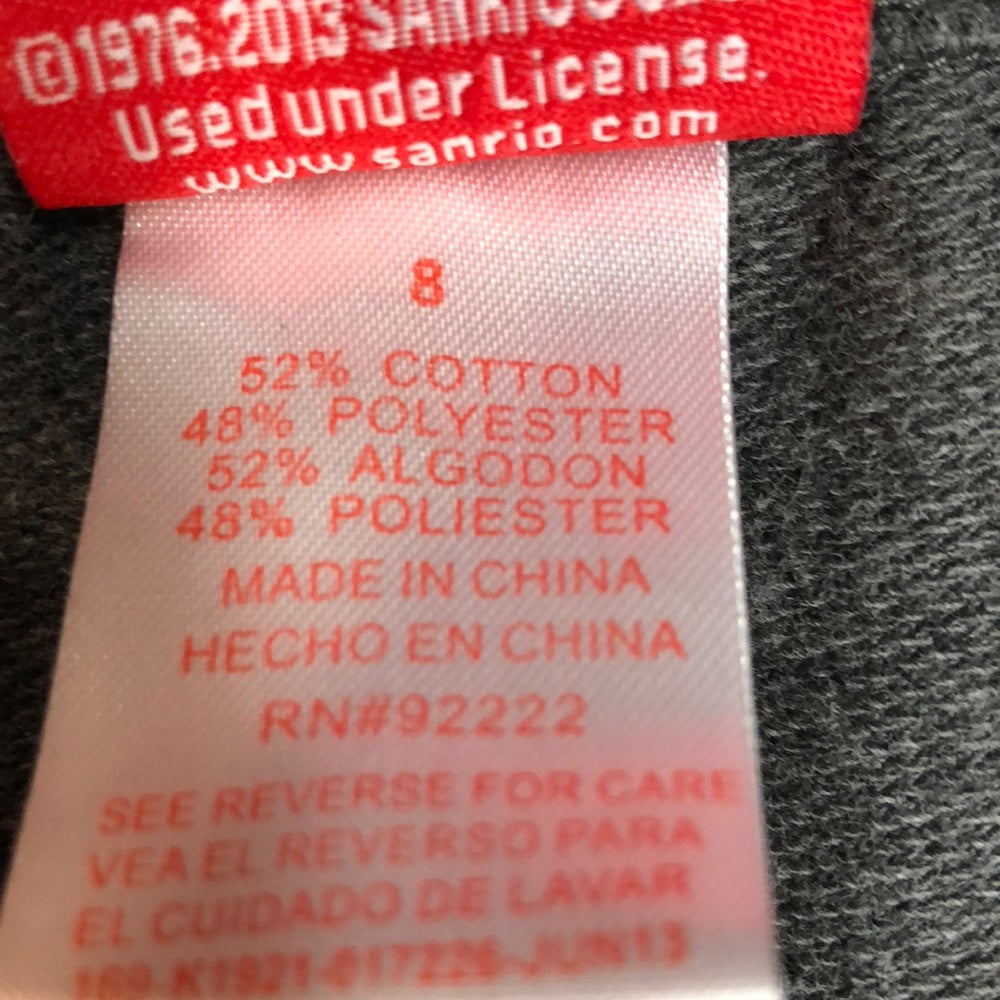 ©1976.2013 SANRIO
Used under License.
www.sanrio.com
8
52% COTTON
48% POLYESTER
52% ALGODON
48% POLIESTER
MADE IN CHINA
HECHO EN CHINA
RN#92222
SEE REVERSE FOR CARE
VEA EL REVERSO PARA
EL CUIDADO DE LAVAR